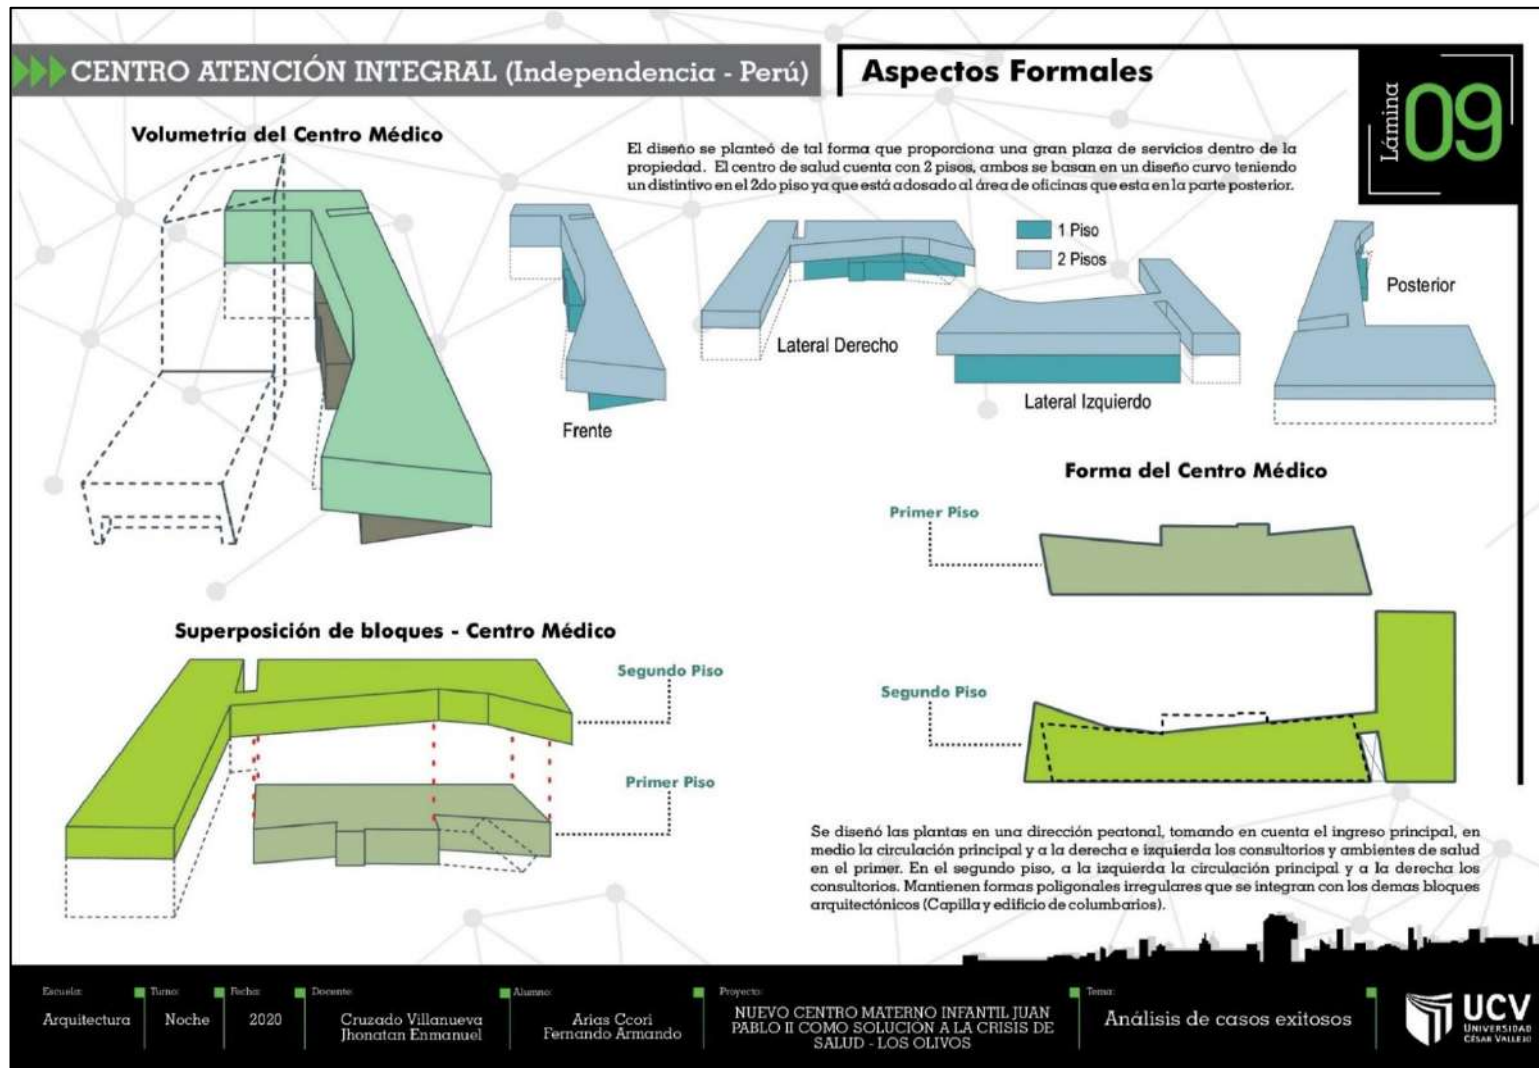 CENTRO ATENCIÓN INTEGRAL (Independencia - Perú)
Aspectos Formales
Lámina
09
Volumetría del Centro Médico
El diseño se planteó de tal forma que proporciona una gran plaza de servicios dentro de la
propiedad. El centro de salud cuenta con 2 pisos, ambos se basan en un diseño curvo teniendo
un distintivo en el 2do piso ya que está adosado al área de oficinas que esta en la parte posterior.
1 Piso
2 Pisos
Posterior
Lateral Derecho
Lateral Izquierdo
Frente
Forma del Centro Médico
Primer Piso
Segundo Piso
Superposición de bloques - Centro Médico
Segundo Piso
Primer Piso
Se diseñó las plantas en una dirección peatonal, tomando en cuenta el ingreso principal, en
medio la circulación principal y a la derecha e izquierda los consultorios y ambientes de salud
en el primer. En el segundo piso, a la izquierda la circulación principal y a la derecha los
consultorios. Mantienen formas poligonales irregulares que se integran con los demas bloques
arquitectónicos (Capilla y edificio de columbarios).
Escuela:
Arquitectura
Turno:
Noche
Fecha:
2020
Docente:
Cruzado Villanueva
Jhonatan Enmanuel
Alumno:
Arias Ccori
Fernando Armando
Proyecto:
NUEVO CENTRO MATERNO INFANTIL JUAN
PABLO II COMO SOLUCIÓN A LA CRISIS DE
SALUD - LOS OLIVOS
Tema:
Análisis de casos exitosos
UCV
UNIVERSIDAD
CÉSAR VALLEJO